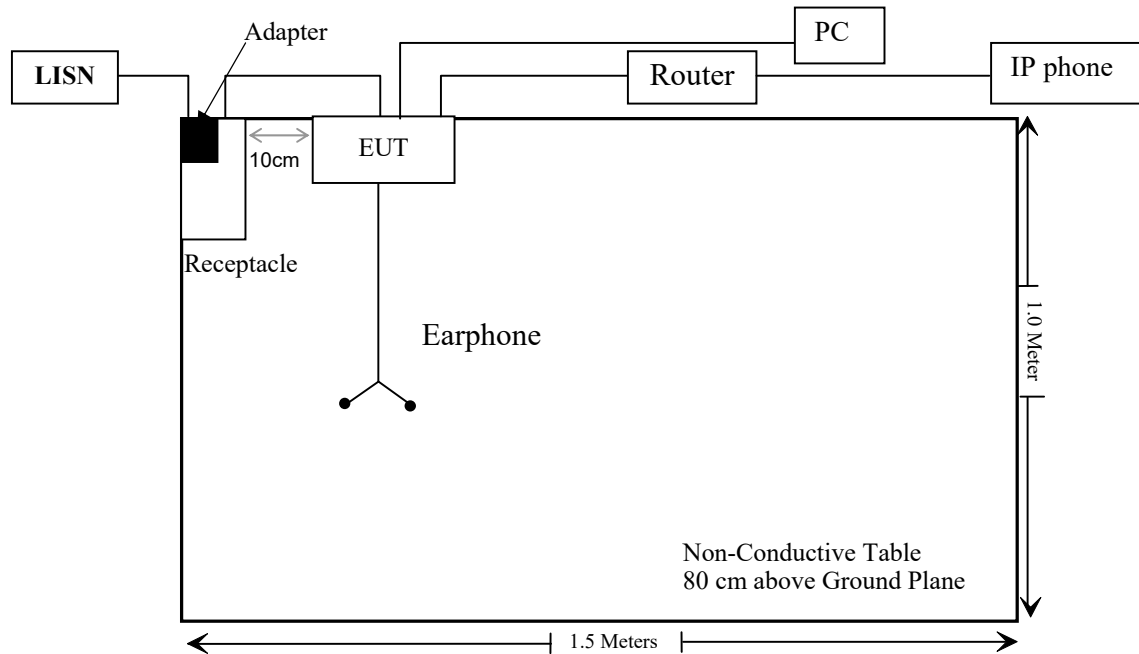 Adapter
PC
LISN
Router
IP phone
EUT
10cm
Receptacle
Earphone
1.0 Meter
Non-Conductive Table
80 cm above Ground Plane
1.5 Meters